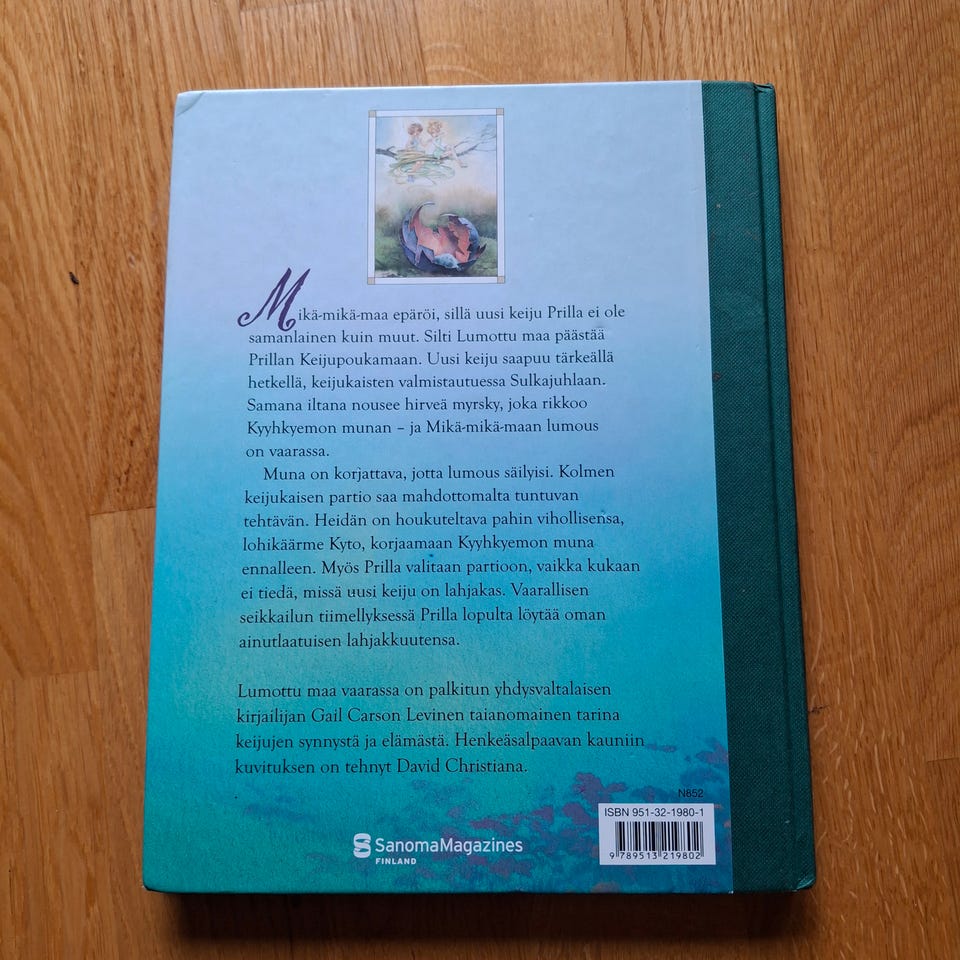 Mikä-mikä-maa epäröi, sillä uusi keiju Prilla ei ole
samanlainen kuin muut. Silti Lumottu maa päästää
Prillan Keijupoukamaan. Uusi keiju saapuu tärkeällä
hetkellä, keijukaisten valmistautuessa Sulkajuhlaan.
Samana iltana nousee hirveä myrsky, joka rikkoo
Kyyhkyemon munan – ja Mikä-mikä-maan lumous
on vaarassa.
Muna on korjattava, jotta lumous säilyisi. Kolmen
keijukaisen partio saa mahdottomalta tuntuvan
tehtävän. Heidän on houkuteltava pahin vihollisensa,
lohikäärme Kyto, korjaamaan Kyyhkyemon muna
ennalleen. Myös Prilla valitaan partioon, vaikka kukaan
ei tiedä, missä uusi keiju on lahjakas. Vaarallisen
seikkailun tiimellyksessä Prilla lopulta löytää oman
ainutlaatuisen lahjakkuutensa.
Lumottu maa vaarassa on palkitun yhdysvaltalaisen
kirjailijan Gail Carson Levinen taianomainen tarina
keijujen synnystä ja elämästä. Henkeäsalpaavan kauniin
kuvituksen on tehnyt David Christiana.
N852
ISBN 951-32-1980-1
9 789513 219802
SanomaMagazines
FINLAND